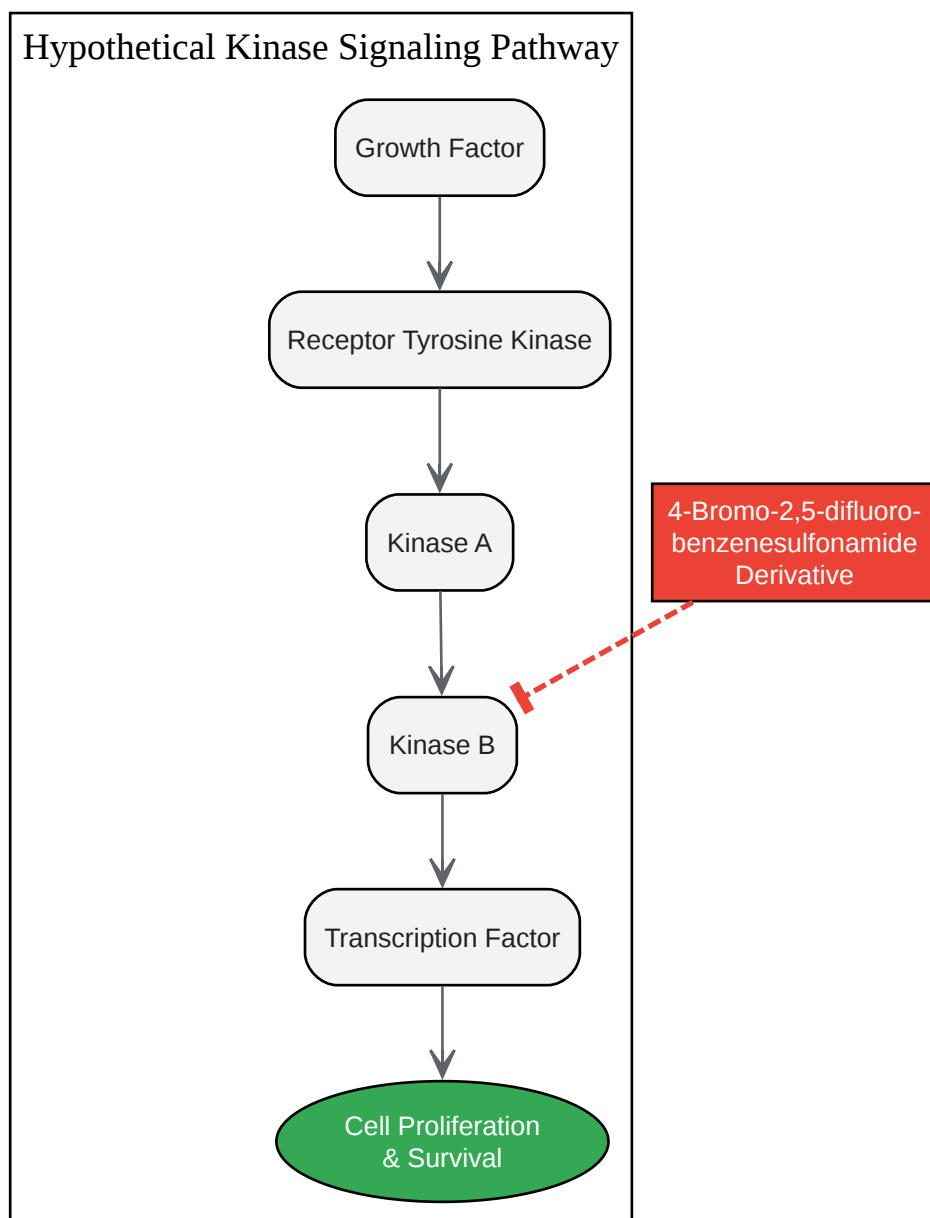 Hypothetical Kinase Signaling Pathway
Growth Factor
Receptor Tyrosine Kinase
Kinase A
4-Bromo-2,5-difluoro-
benzenesulfonamide
Derivative
Kinase B
Transcription Factor
Cell Proliferation
& Survival